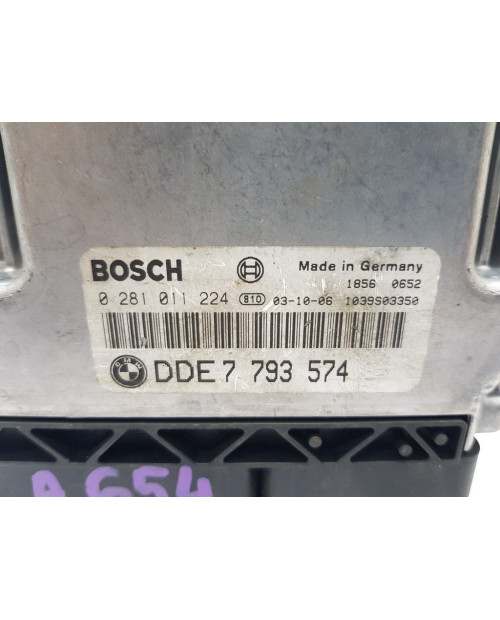 BOSCH Made in Germany
1856 0652
0 281 011 224 810 03-10-06 1039S03350
BMW DDE 7 793 574
A654